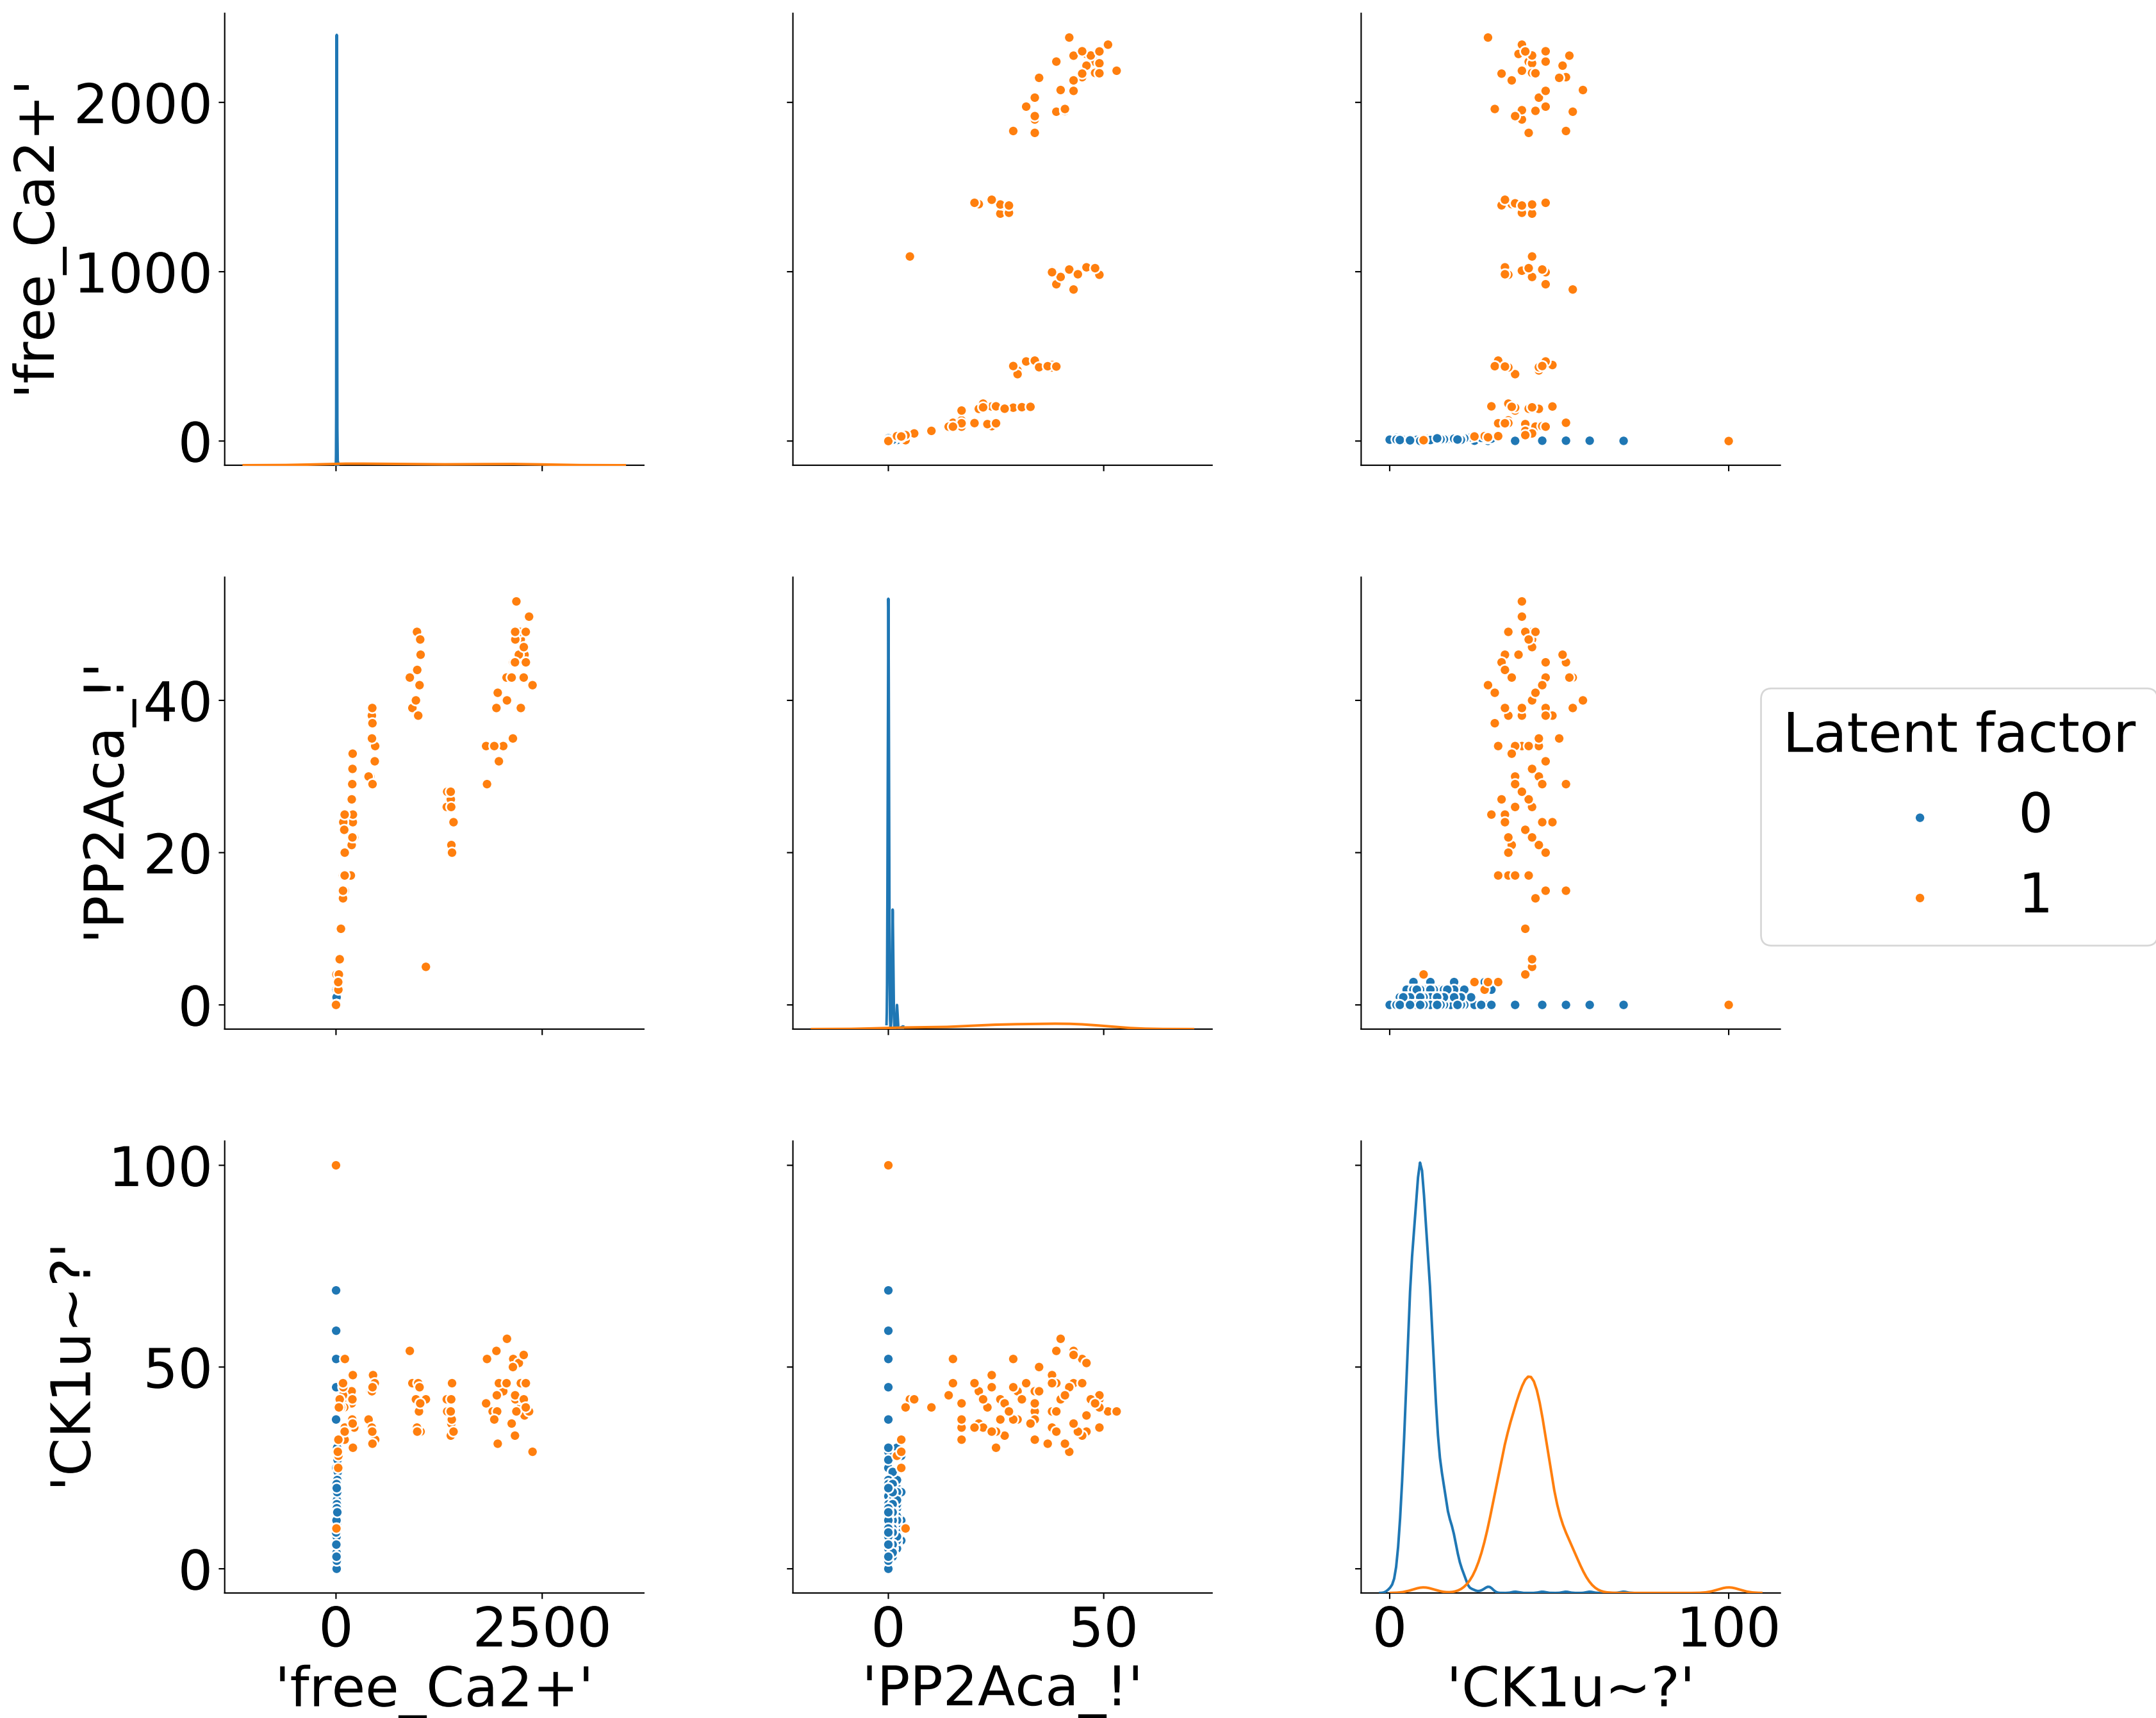 'free_Ca2+'
2000
1000
0
'PP2Aca_!'
40
20
0
Latent factor
0
1
'CK1u~?'
100
50
0
0 2500 0 50 0 100
'free_Ca2+' 'PP2Aca_!' 'CK1u~?'